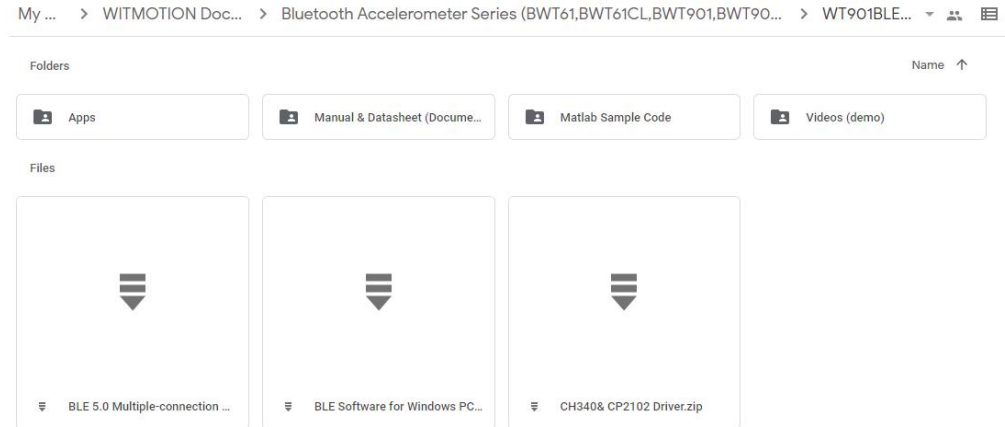 My ... > WITMOTION Doc... > Bluetooth Accelerometer Series (BWT61,BWT61CL,BWT901,BWT90... > WT901BLE...
Folders Name
Apps Manual & Datasheet (Docume... Matlab Sample Code Videos (demo)
Files
BLE 5.0 Multiple-connection ... BLE Software for Windows PC... CH340& CP2102 Driver.zip